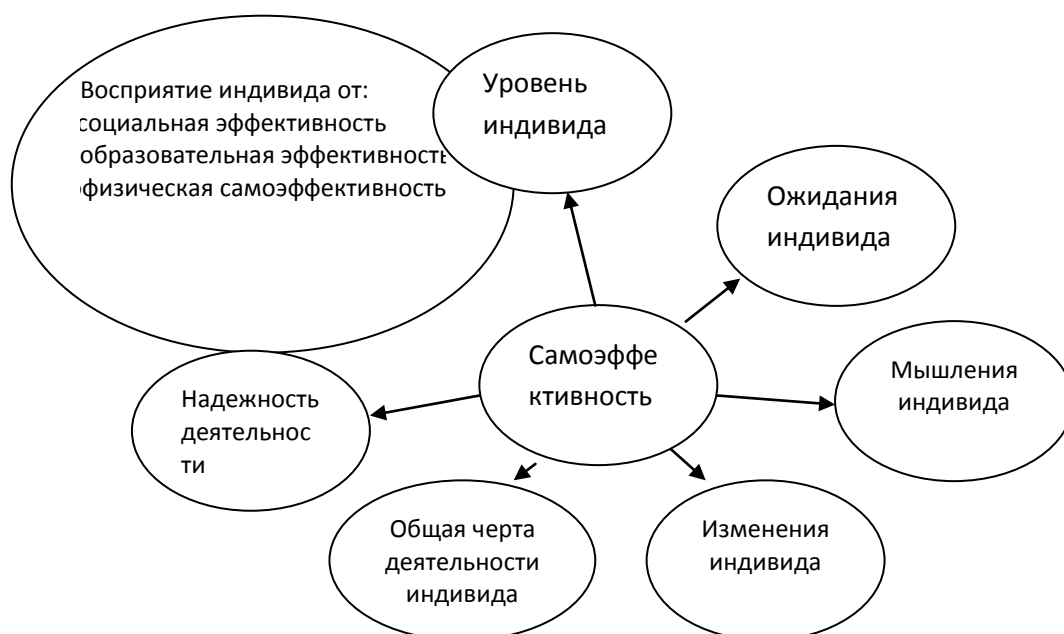 Восприятие индивида от:
социальная эффективность
образовательная эффективность
физическая самоэффективность
Уровень
индивида
Ожидания
индивида
Самоэффе
ктивность
Мышления
индивида
Надежность
деятельнос
ти
Общая черта
деятельности
индивида
Изменения
индивида